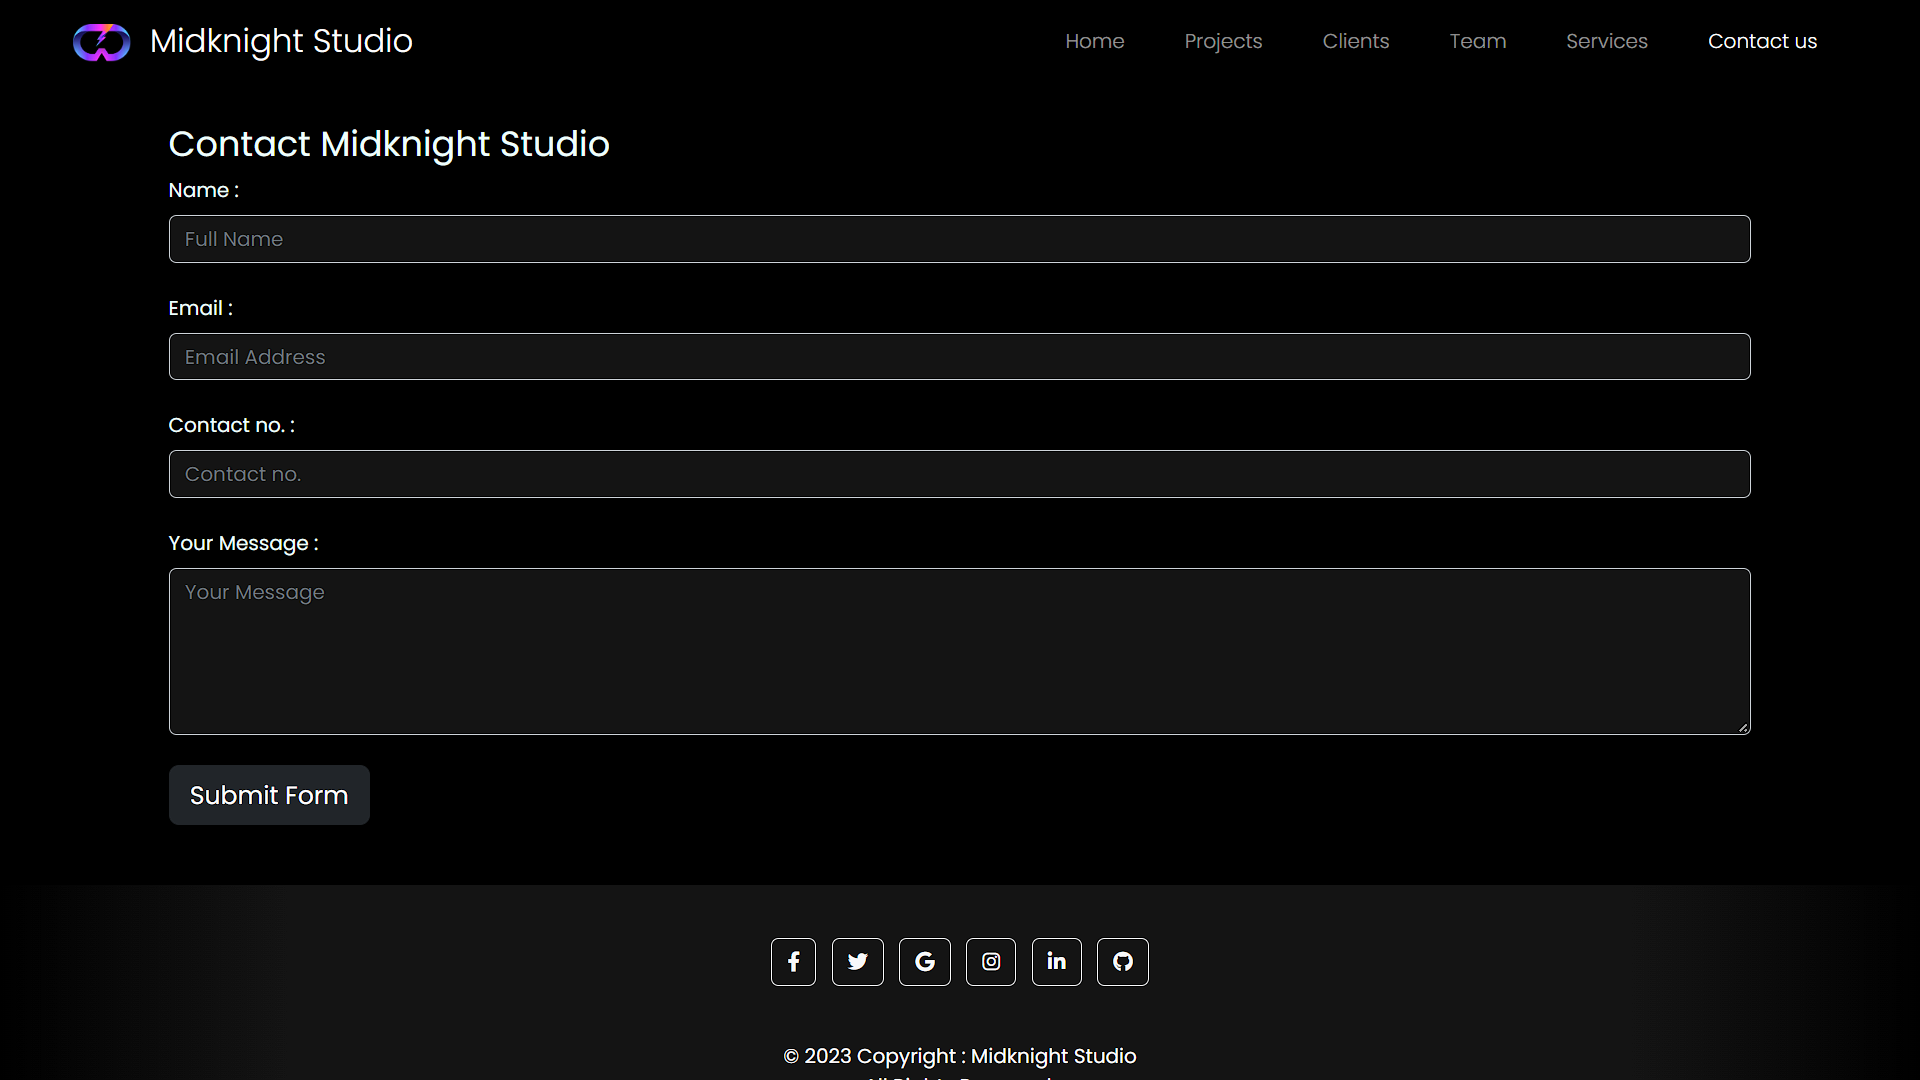 Midknight Studio
Home Projects Clients Team Services Contact us
Contact Midknight Studio
Name :
Full Name
Email :
Email Address
Contact no. :
Contact no.
Your Message :
Your Message
Submit Form
© 2023 Copyright : Midknight Studio